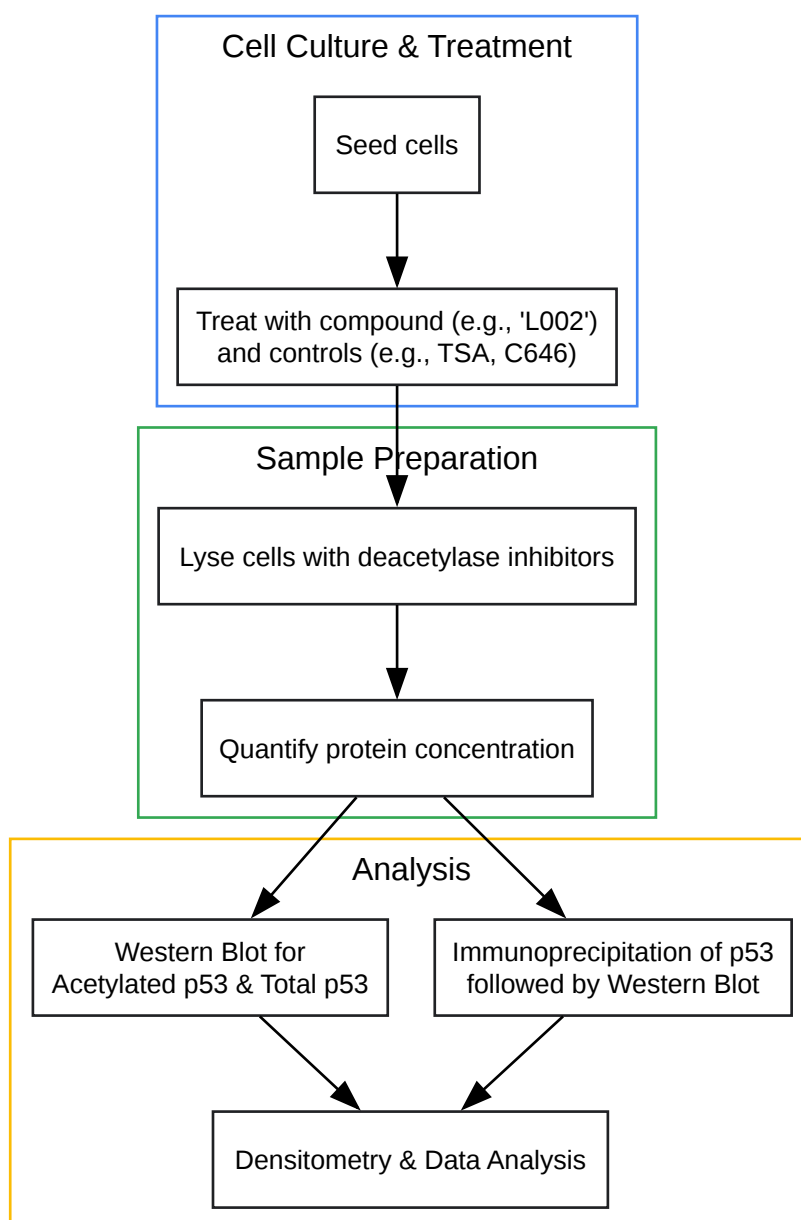 Cell Culture & Treatment
Seed cells
Treat with compound (e.g., 'L002')
and controls (e.g., TSA, C646)
Sample Preparation
Lyse cells with deacetylase inhibitors
Quantify protein concentration
Analysis
Western Blot for
Acetylated p53 & Total p53
Immunoprecipitation of p53
followed by Western Blot
Densitometry & Data Analysis